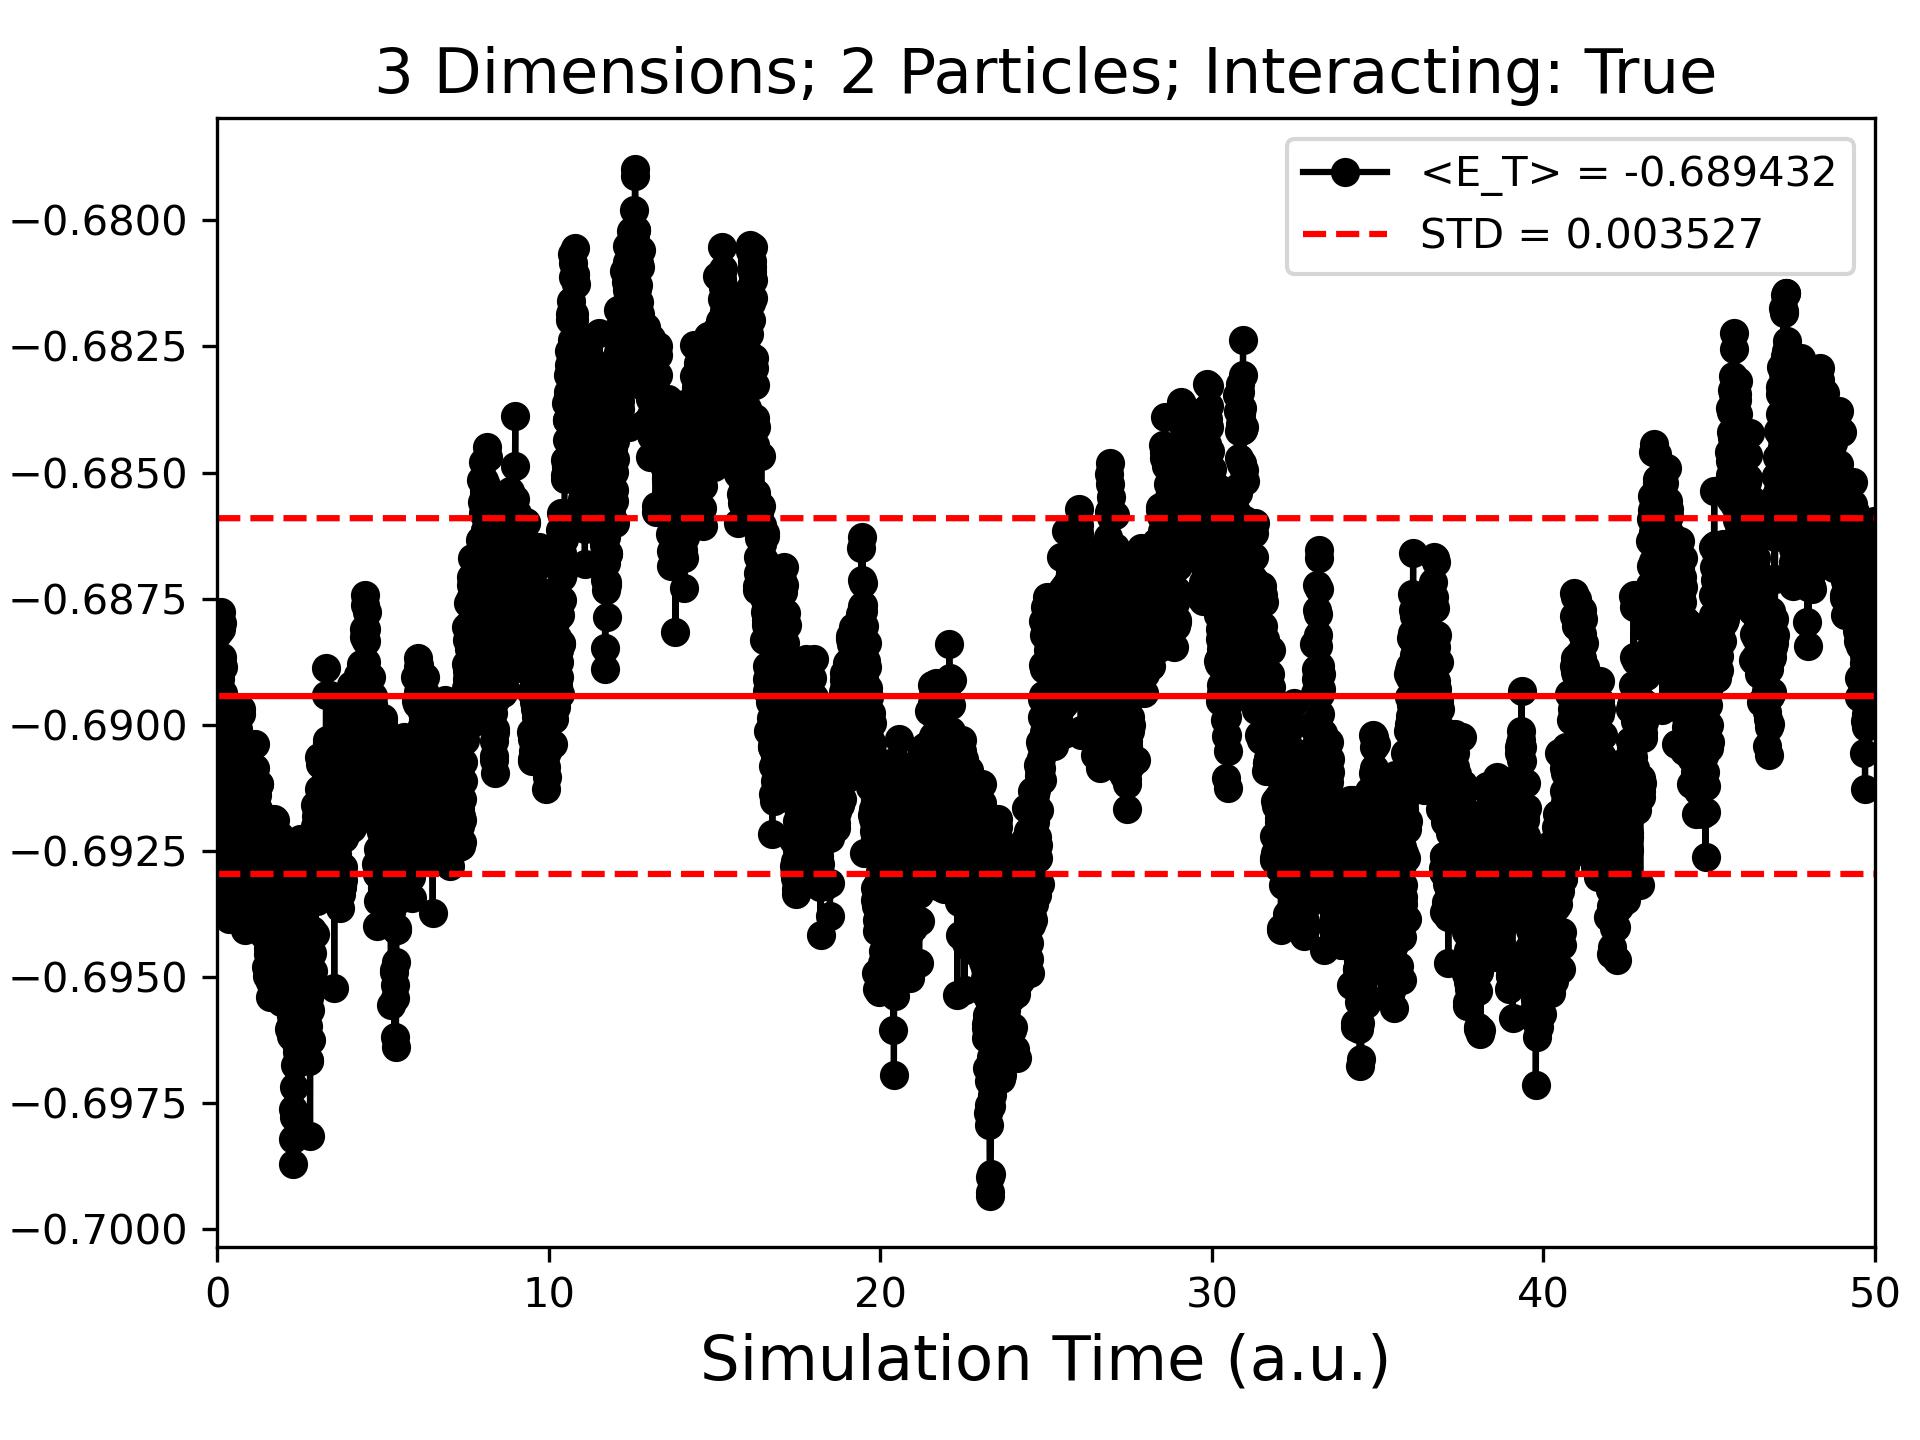 3 Dimensions; 2 Particles; Interacting: True
<E_T> = -0.689432
STD = 0.003527
−0.6800
−0.6825
−0.6850
−0.6875
−0.6900
−0.6925
−0.6950
−0.6975
−0.7000
0 10 20 30 40 50
Simulation Time (a.u.)